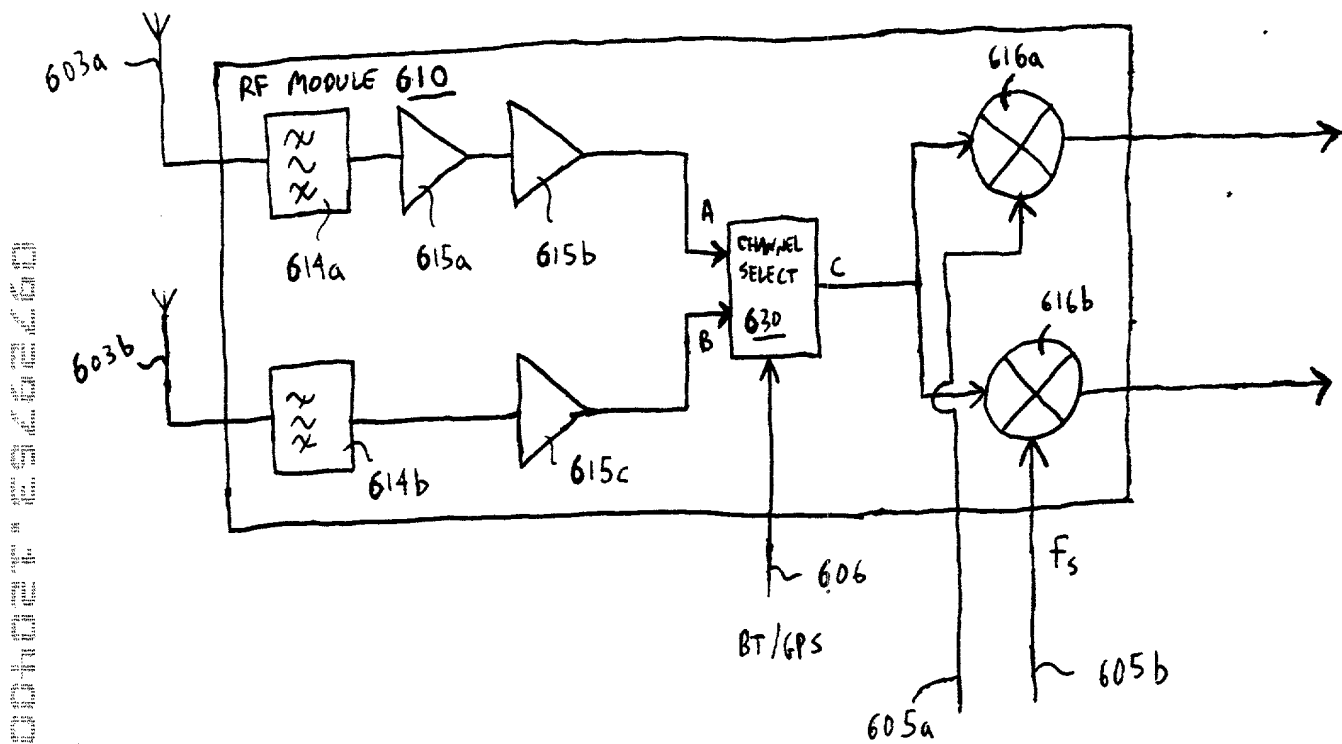 603a
RF MODULE 610
616a
614a
615a
615b
A
CHANNEL
SELECT
630
C
B
616b
603b
614b
615c
606
fs
BT/GPS
605a
605b